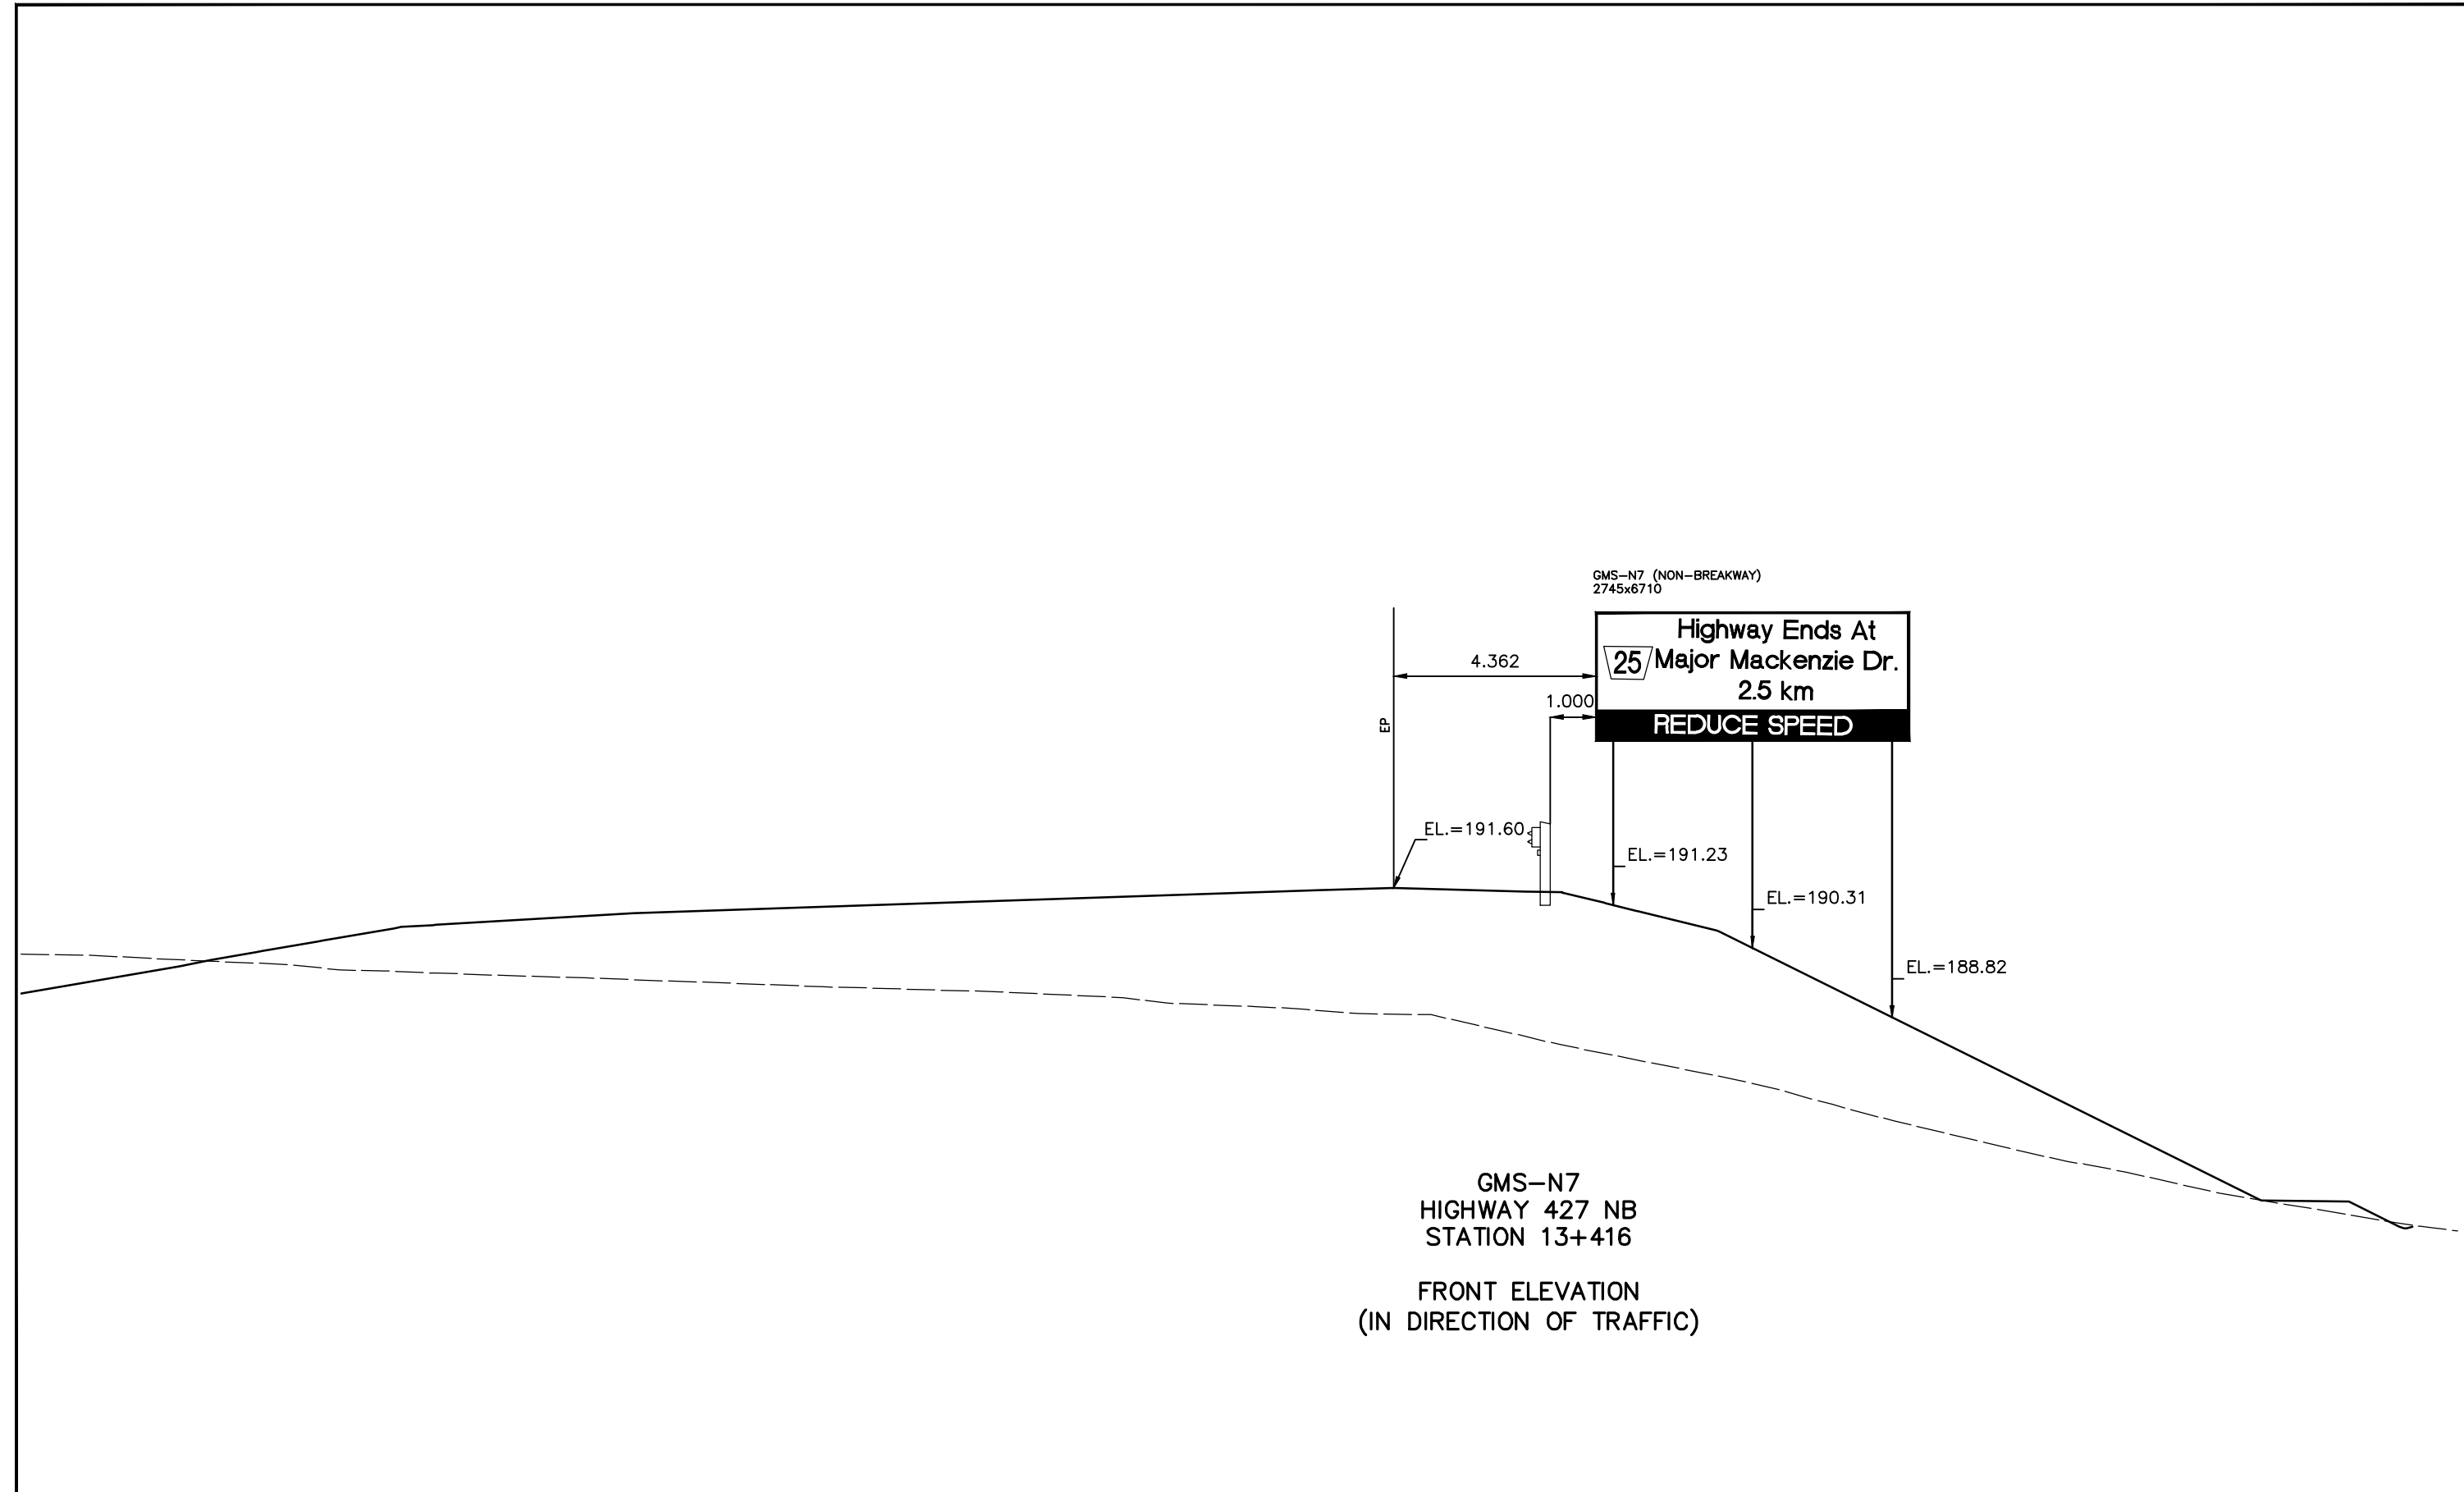 GMS-N7 (NON-BREAKWAY)
2745x6710
Highway Ends At
25 Major Mackenzie Dr.
2.5 km
REDUCE SPEED
4.362
1.000
EP
EL.=191.60
EL.=191.23
EL.=190.31
EL.=188.82
GMS-N7
HIGHWAY 427 NB
STATION 13+416
FRONT ELEVATION
(IN DIRECTION OF TRAFFIC)